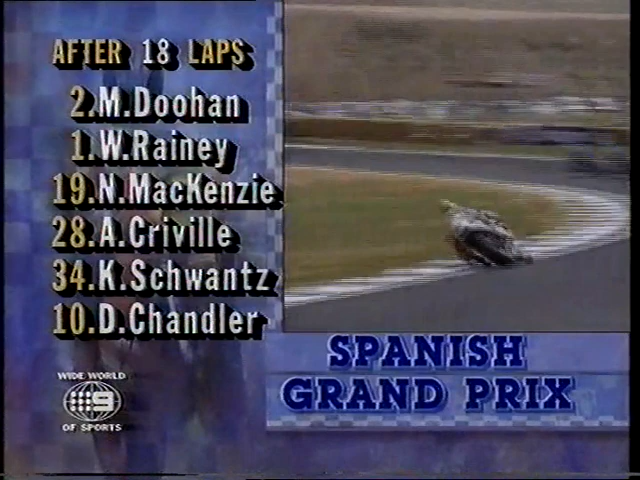 AFTER 18 LAPS
2.M.Doohan
1.W.Rainey
19.N.MacKenzie
28.A.Criville
34.K.Schwantz
10.D.Chandler
WIDE WORLD
9
OF SPORTS
SPANISH
GRAND PRIX